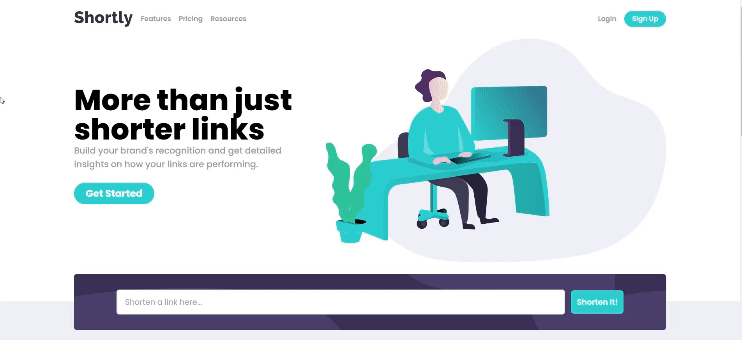 Shortly Features Pricing Resources Login Sign Up
More than just
shorter links
Build your brand's recognition and get detailed
insights on how your links are performing.
Get Started
Shorten a link here...
Shorten It!